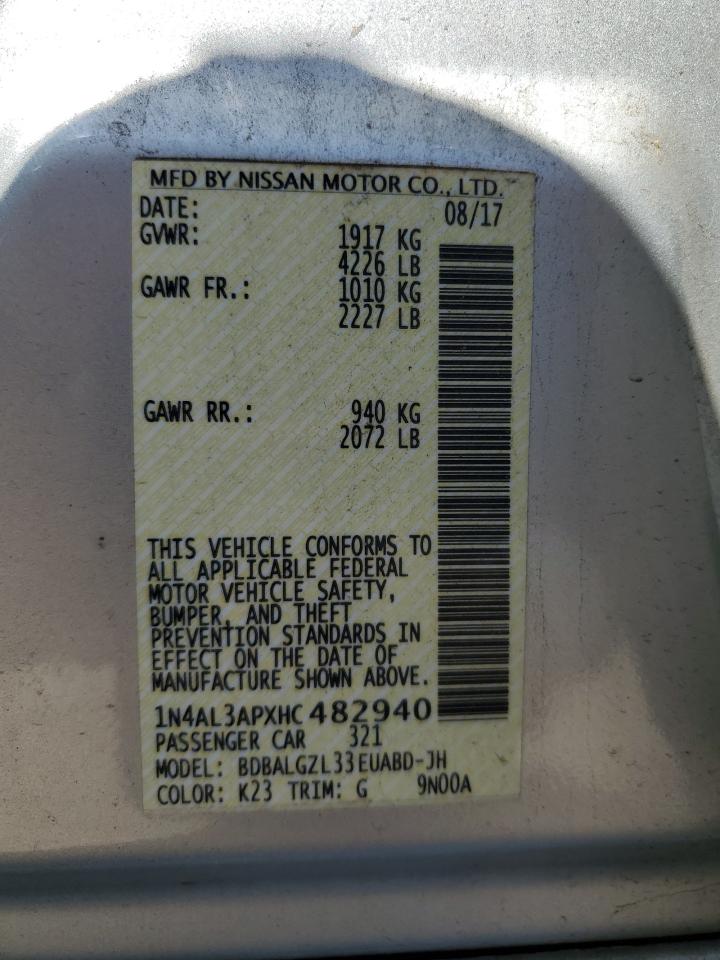 MFD BY NISSAN MOTOR CO., LTD.
DATE: 08/17
GVWR: 1917 KG
4226 LB
GAWR FR.: 1010 KG
2227 LB
GAWR RR.: 940 KG
2072 LB
THIS VEHICLE CONFORMS TO
ALL APPLICABLE FEDERAL
MOTOR VEHICLE SAFETY,
BUMPER, AND THEFT
PREVENTION STANDARDS IN
EFFECT ON THE DATE OF
MANUFACTURE SHOWN ABOVE.
1N4AL3APXHC482940
PASSENGER CAR 321
MODEL: BDBALGZL33EUABD-JH
COLOR: K23 TRIM: G 9N00A